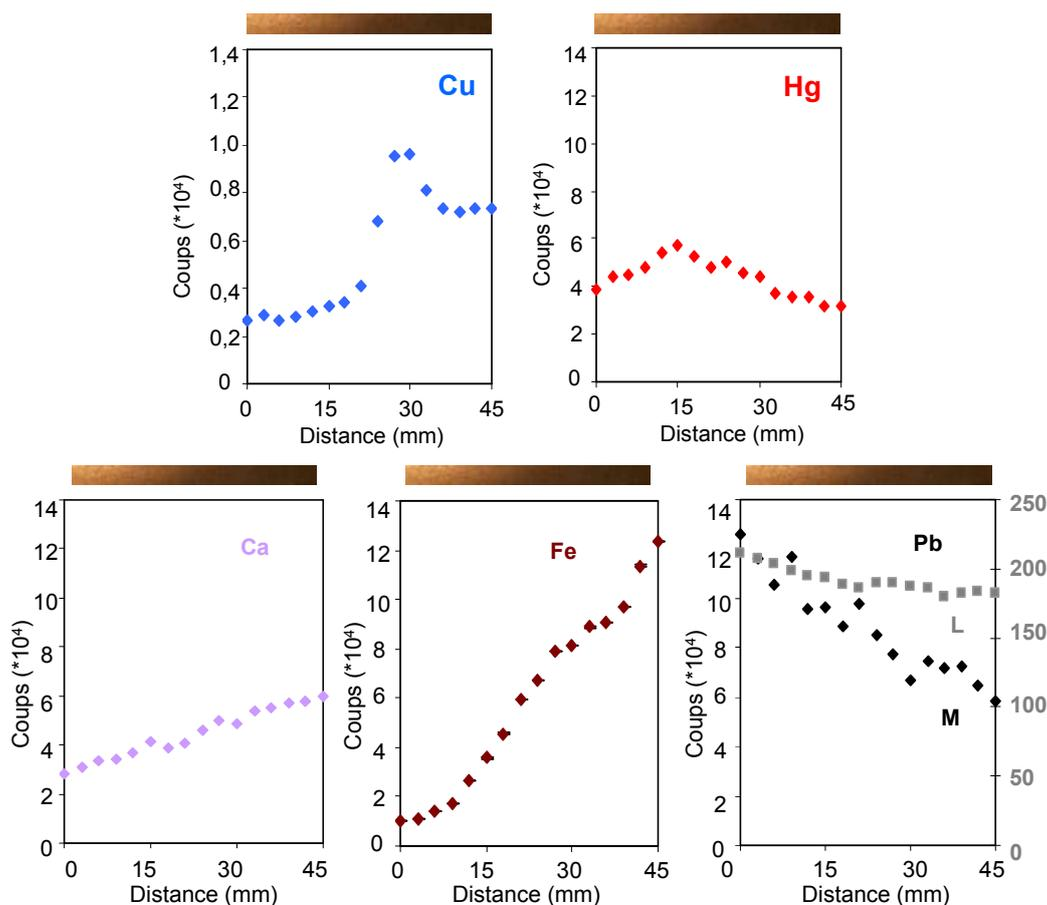 Cu
1,4
1,2
1,0
0,8
0,6
0,4
0,2
0
Coups (*10⁴)
0 15 30 45
Distance (mm)
Hg
14
12
10
8
6
4
2
0
Coups (*10⁴)
0 15 30 45
Distance (mm)
Ca
14
12
10
8
6
4
2
0
Coups (*10⁴)
0 15 30 45
Distance (mm)
Fe
14
12
10
8
6
4
2
0
Coups (*10⁴)
0 15 30 45
Distance (mm)
Pb
L
M
14
12
10
8
6
4
2
0
Coups (*10⁴)
250
200
150
100
50
0
0 15 30 45
Distance (mm)